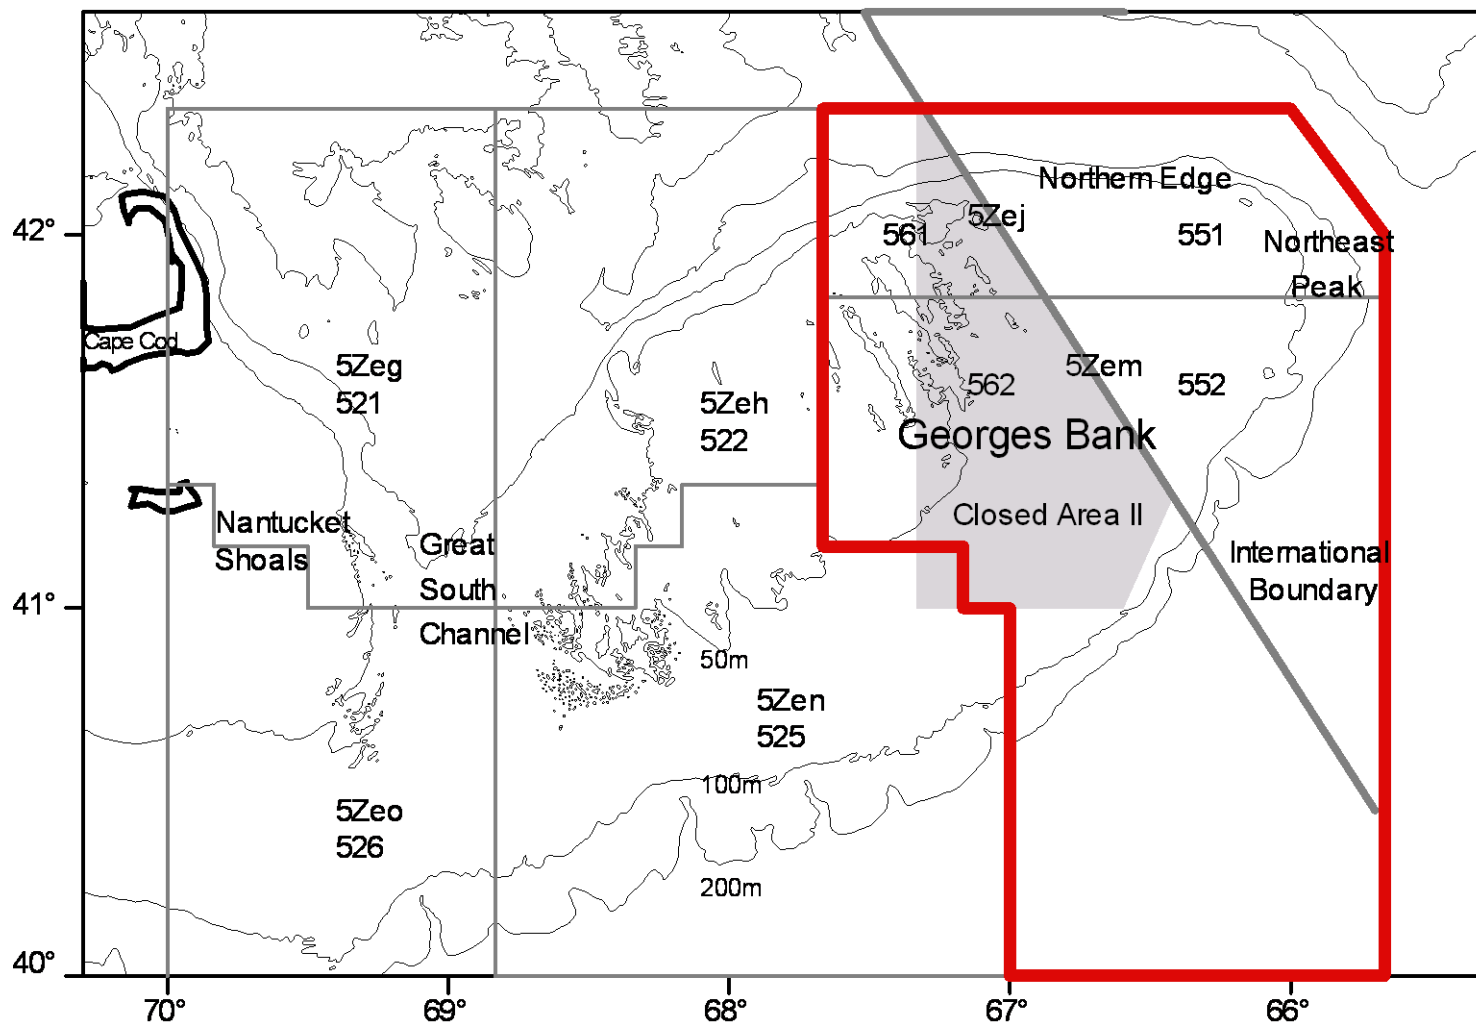 Northern Edge
5Zej
42°
561
551
Northeast
Peak
Cape Cod
5Zeg
521
5Zem
562
552
5Zeh
522
Georges Bank
Closed Area II
Nantucket
Shoals
Great
South
Channel
International
Boundary
41°
50m
5Zen
525
100m
5Zeo
526
200m
40°
70°
69°
68°
67°
66°